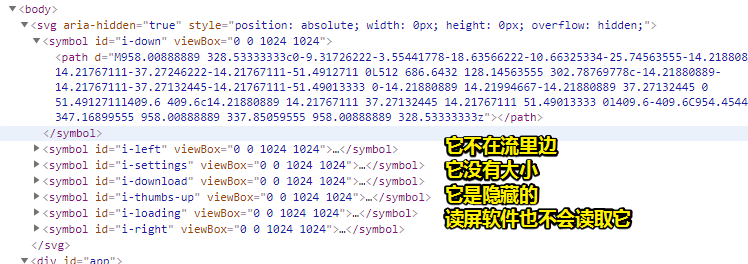 ▼<body>
▼<svg aria-hidden="true" style="position: absolute; width: 0px; height: 0px; overflow: hidden;">
▼<symbol id="i-down" viewBox="0 0 1024 1024">
<path d="M958.00888889 328.53333333c0-9.31726222-3.55441778-18.63566222-10.66325334-25.74563555-14.218808
14.21767111-37.27246222-14.21767111-51.4912711 0L512 686.6432 128.14563555 302.78769778c-14.21880889-
14.21767111-37.27132445-14.21767111-51.49013333 0-14.21880889 14.21994667-14.21880889 37.27132445 0
51.49127111409.6 409.6c14.21880889 14.21767111 37.27132445 14.21767111 51.49013333 0l409.6-409.6C954.4544
347.16899555 958.00888889 337.85059555 958.00888889 328.53333333z"></path>
</symbol>
▶<symbol id="i-left" viewBox="0 0 1024 1024">…</symbol>
▶<symbol id="i-settings" viewBox="0 0 1024 1024">…</symbol>
▶<symbol id="i-download" viewBox="0 0 1024 1024">…</symbol>
▶<symbol id="i-thumbs-up" viewBox="0 0 1024 1024">…</symbol>
▶<symbol id="i-loading" viewBox="0 0 1024 1024">…</symbol>
▶<symbol id="i-right" viewBox="0 0 1024 1024">…</symbol>
</svg>
▼<div id="app">
它不在流里边
它没有大小
它是隐藏的
读屏软件也不会读取它